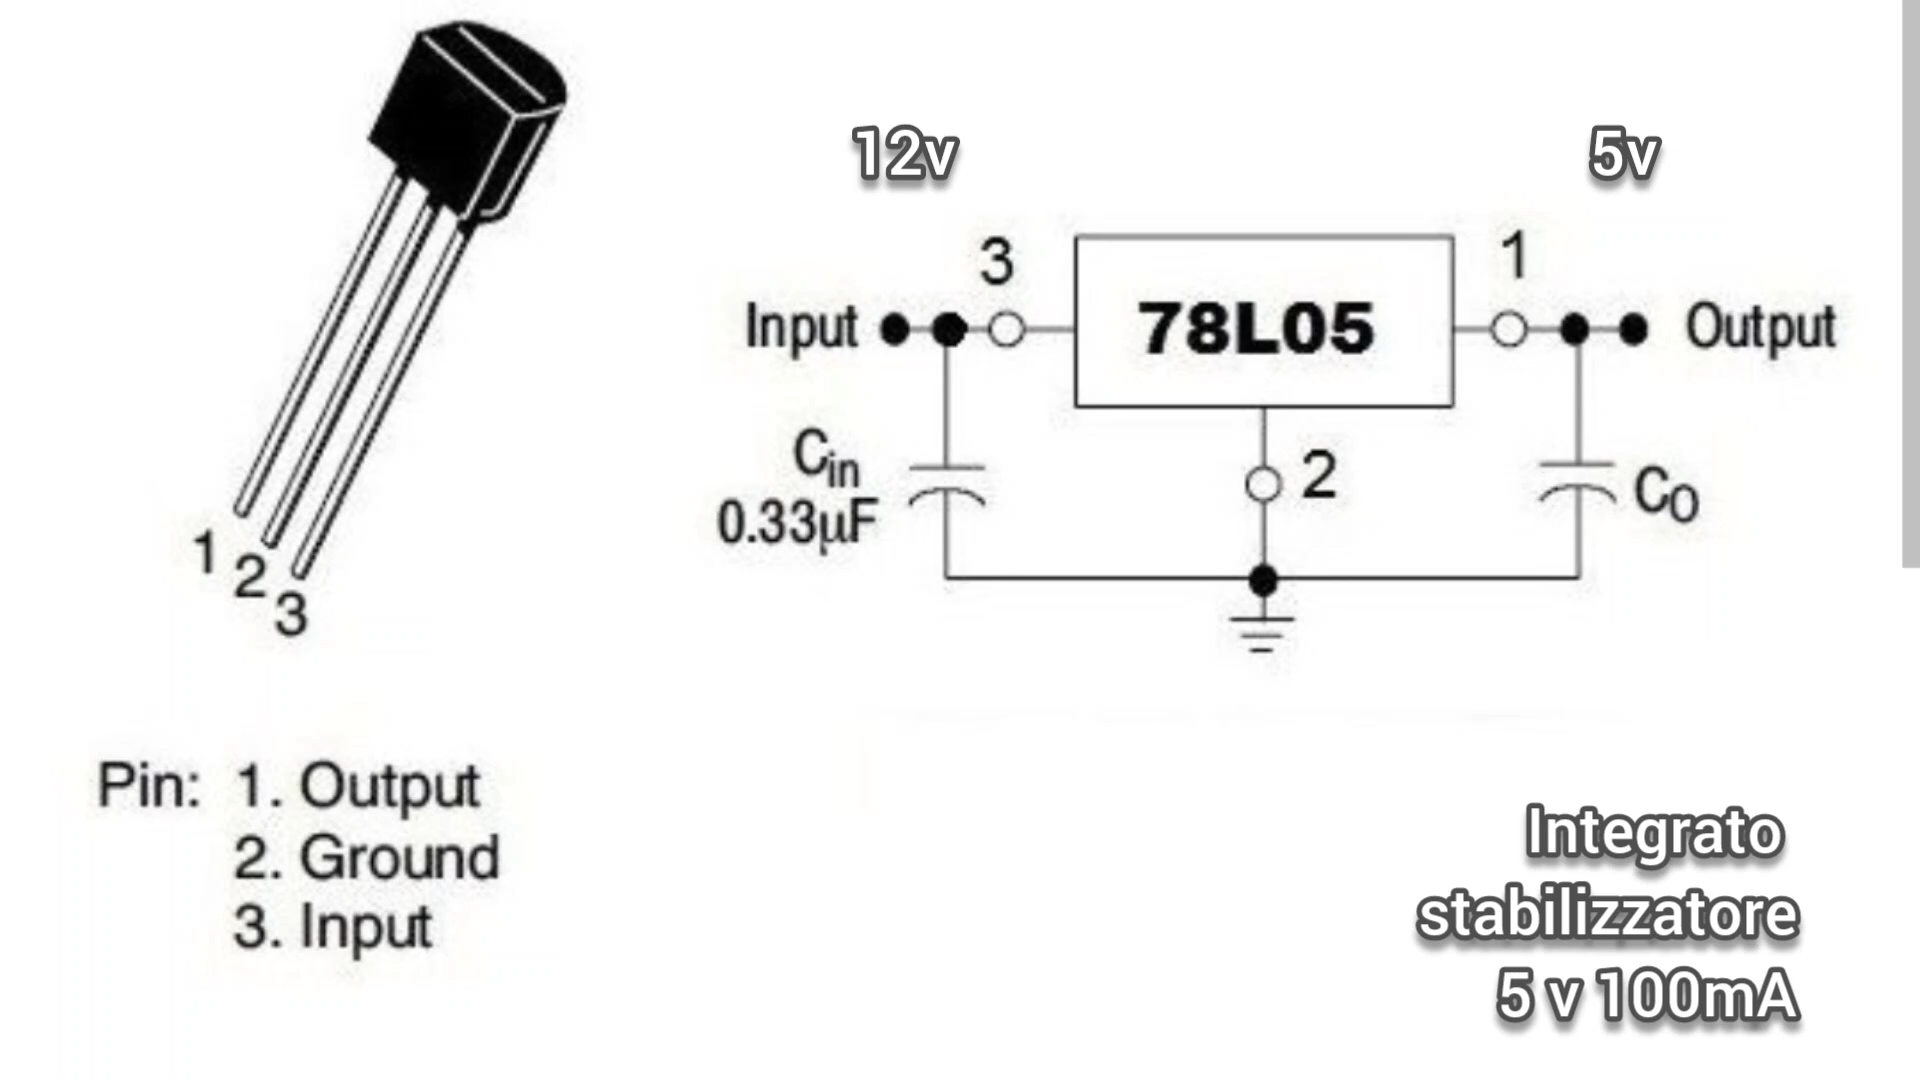 12v
5v
3
1
Input
78L05
Output
Cin
0.33µF
2
CO
1
2
3
Pin: 1. Output
2. Ground
3. Input
Integrato
stabilizzatore
5 v 100mA